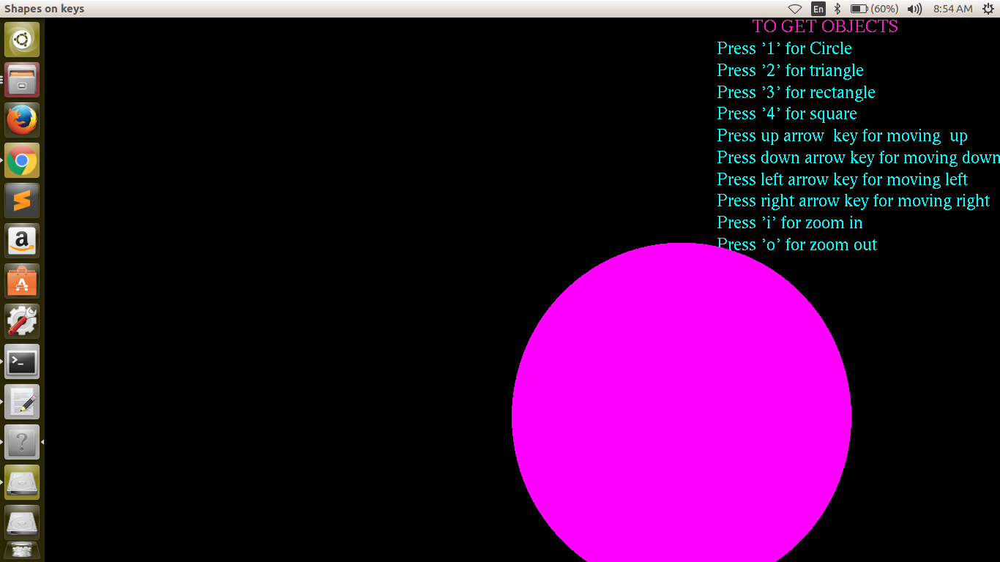 Shapes on keys
En
(60%)
8:54 AM
TO GET OBJECTS
Press ’1’ for Circle
Press ’2’ for triangle
Press ’3’ for rectangle
Press ’4’ for square
Press up arrow  key for moving  up
Press down arrow key for moving down
Press left arrow key for moving left
Press right arrow key for moving right
Press ’i’ for zoom in
Press ’o’ for zoom out
a
A
>_
?